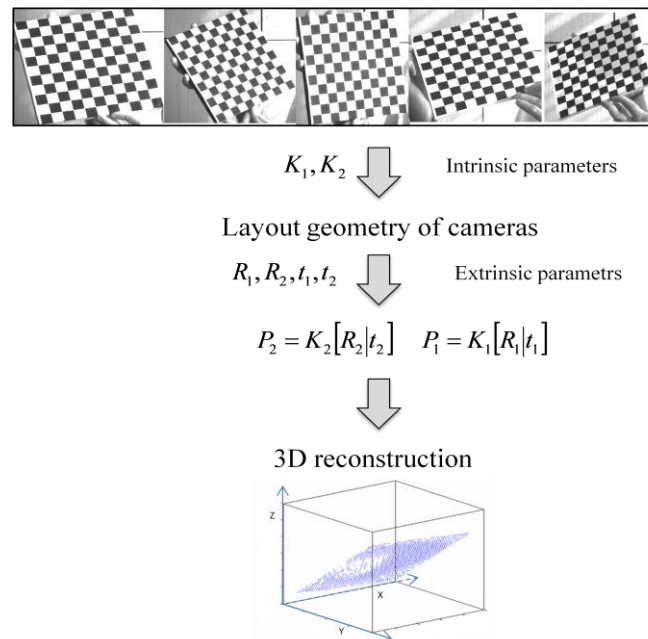 K₁, K₂ Intrinsic parameters
Layout geometry of cameras
R₁, R₂, t₁, t₂ Extrinsic parametrs
P₂ = K₂[R₂|t₂] P₁ = K₁[R₁|t₁]
3D reconstruction
Z
X
Y